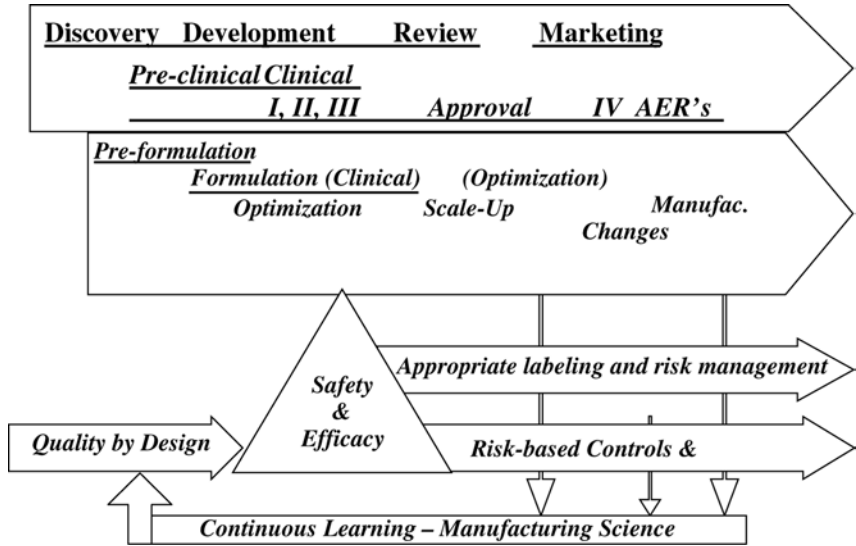 Discovery Development Review Marketing
Pre-clinical Clinical
I, II, III Approval IV AER's
Pre-formulation
Formulation (Clinical) (Optimization)
Optimization Scale-Up Manufac.
Changes
Appropriate labeling and risk management
Safety
&
Efficacy
Quality by Design
Risk-based Controls &
Continuous Learning – Manufacturing Science